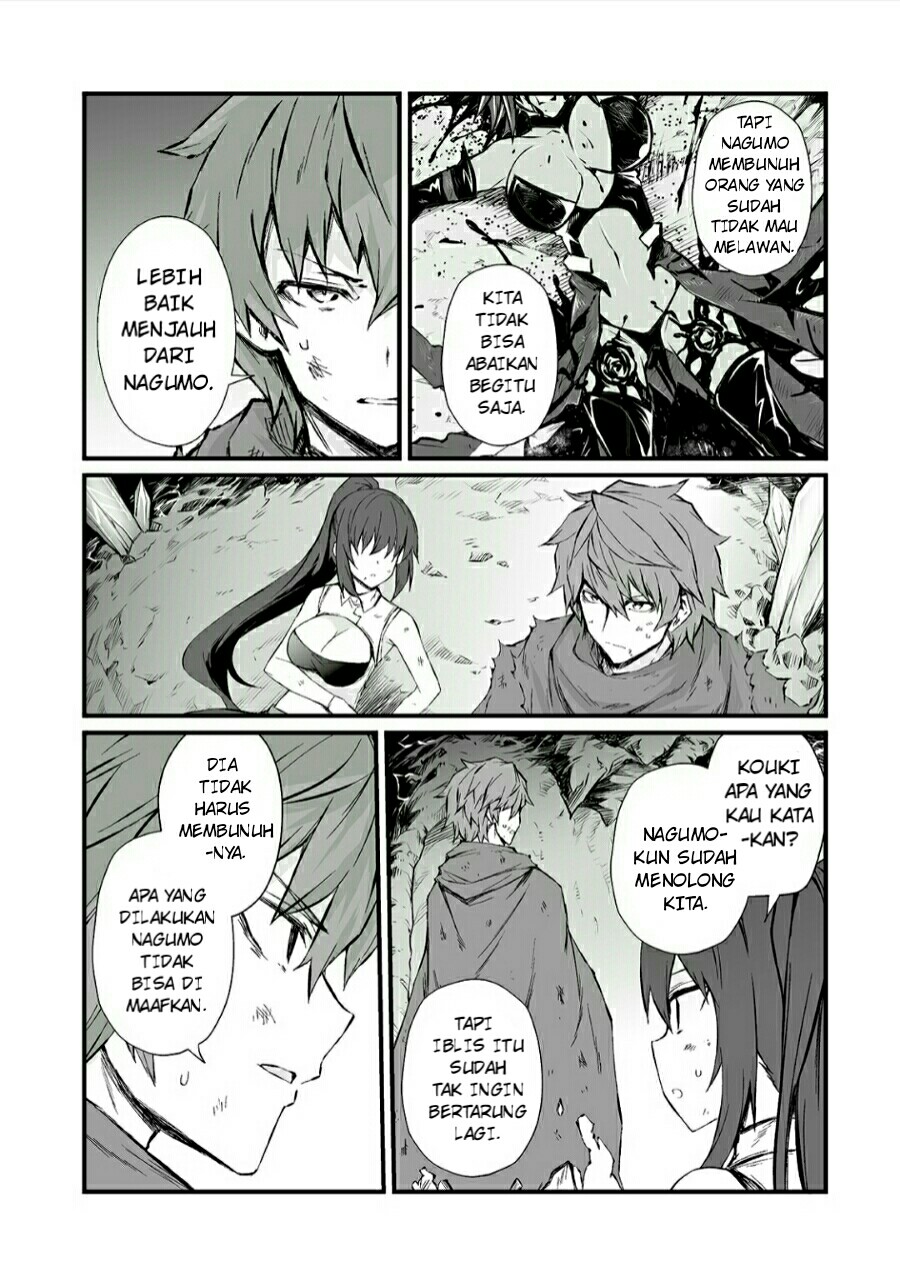 TAPI
NAGUMO
MEMBUNUH
ORANG YANG
SUDAH
TIDAK MAU
MELAWAN.
KITA
TIDAK
BISA
ABAIKAN
BEGITU
SAJA.
LEBIH
BAIK
MENJAUH
DARI
NAGUMO.
KOUKI
APA YANG
KAU KATA
-KAN?
NAGUMO-
KUN SUDAH
MENOLONG
KITA.
TAPI
IBLIS ITU
SUDAH
TAK INGIN
BERTARUNG
LAGI.
DIA
TIDAK
HARUS
MEMBUNUH
-NYA.
APA YANG
DILAKUKAN
NAGUMO
TIDAK
BISA DI
MAAFKAN.